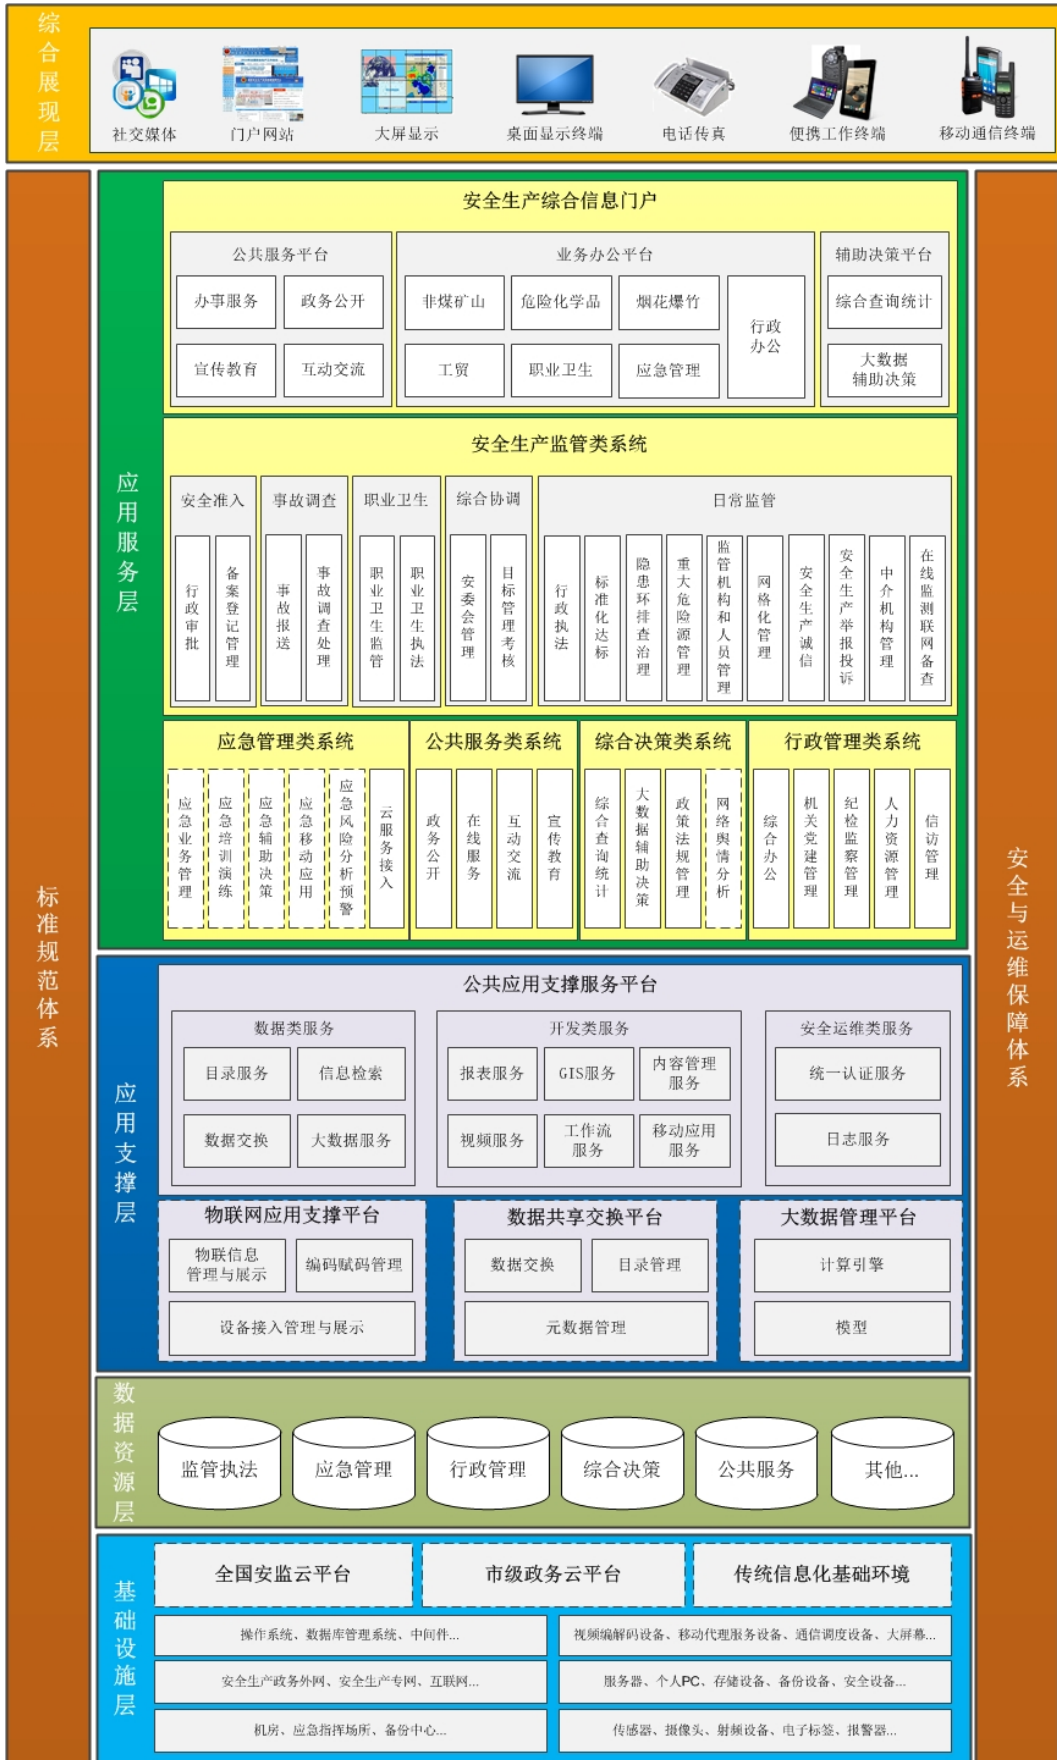 综合展现层
社交媒体
门户网站
大屏显示
桌面显示终端
电话传真
便携工作终端
移动通信终端
标准规范体系
安全与运维保障体系
应用服务层
安全生产综合信息门户
公共服务平台
办事服务
政务公开
宣传教育
互动交流
业务办公平台
非煤矿山
危险化学品
烟花爆竹
工贸
职业卫生
应急管理
行政
办公
辅助决策平台
综合查询统计
大数据
辅助决策
安全生产监管类系统
安全准入
行政审批
备案登记管理
事故调查
事故报送
事故调查处理
职业卫生
职业卫生监管
职业卫生执法
综合协调
安委会管理
目标管理考核
日常监管
行政执法
标准化达标
隐患环排查治理
重大危险源管理
监管机构和人员管理
网格化管理
安全生产诚信
安全生产举报投诉
中介机构管理
在线监测联网备查
应急管理类系统
应急业务管理
应急培训演练
应急辅助决策
应急移动应用
应急风险分析预警
云服务接入
公共服务类系统
政务公开
在线服务
互动交流
宣传教育
综合决策类系统
综合查询统计
大数据辅助决策
政策法规管理
网络舆情分析
行政管理类系统
综合办公
机关党建管理
纪检监察管理
人力资源管理
信访管理
应用支撑层
公共应用支撑服务平台
数据类服务
目录服务
信息检索
数据交换
大数据服务
开发类服务
报表服务
GIS服务
内容管理
服务
视频服务
工作流
服务
移动应用
服务
安全运维类服务
统一认证服务
日志服务
物联网应用支撑平台
物联信息
管理与展示
编码赋码管理
设备接入管理与展示
数据共享交换平台
数据交换
目录管理
元数据管理
大数据管理平台
计算引擎
模型
数据资源层
监管执法
应急管理
行政管理
综合决策
公共服务
其他...
基础设施层
全国安监云平台
市级政务云平台
传统信息化基础环境
操作系统、数据库管理系统、中间件...
视频编解码设备、移动代理服务设备、通信调度设备、大屏幕...
安全生产政务外网、安全生产专网、互联网...
服务器、个人PC、存储设备、备份设备、安全设备...
机房、应急指挥场所、备份中心...
传感器、摄像头、射频设备、电子标签、报警器...